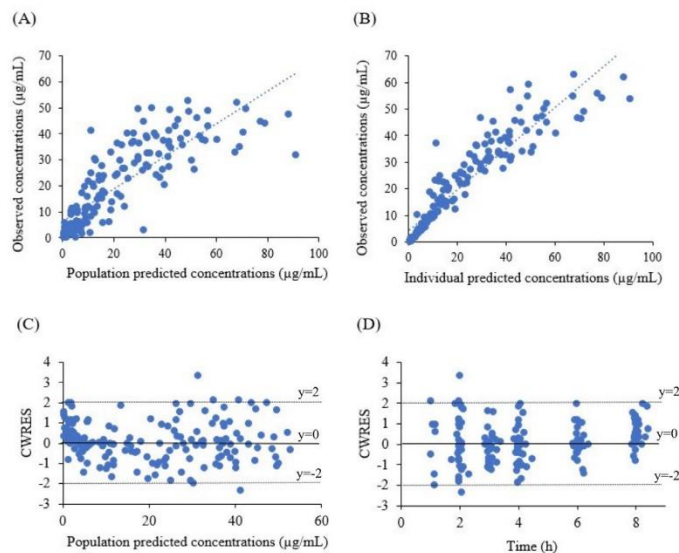 (A)
(B)
Observed concentrations (µg/mL)
70
60
50
40
30
20
10
0
0 20 40 60 80 100
Population predicted concentrations (µg/mL)
Observed concentrations (µg/mL)
70
60
50
40
30
20
10
0
0 20 40 60 80 100
Individual predicted concentrations (µg/mL)
(C)
(D)
CWRES
4
3
2
1
0
-1
-2
-3
y=2
y=0
y=-2
0 20 40 60
Population predicted concentrations (µg/mL)
CWRES
4
3
2
1
0
-1
-2
-3
y=2
y=0
y=-2
0 2 4 6 8
Time (h)